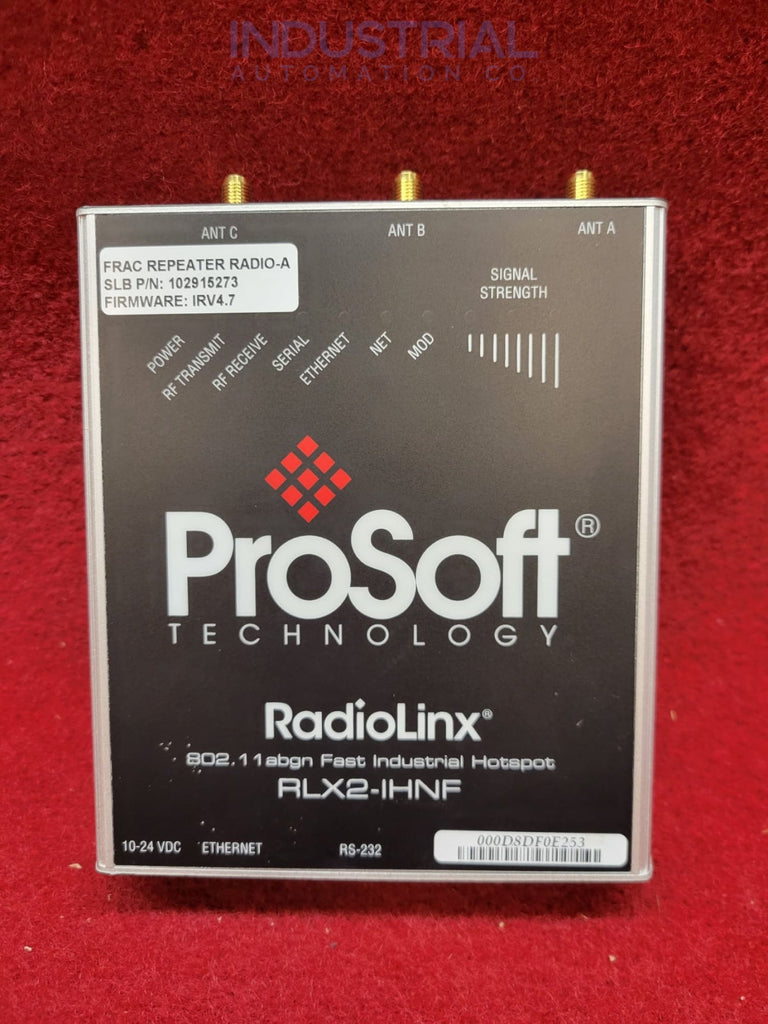 INDUSTRIAL
AUTOMATION CO
ANT C
ANT B
ANT A
FRAC REPEATER RADIO-A
SLB P/N: 102915273
FIRMWARE: IRV4.7
SIGNAL
STRENGTH
POWER
RF TRANSMIT
RF RECEIVE
SERIAL
ETHERNET
NET
MOD
ProSoft®
TECHNOLOGY
RadioLinx®
802.11abgn Fast Industrial Hotspot
RLX2-IHNF
10-24 VDC
ETHERNET
RS-232
000D8DF0E253